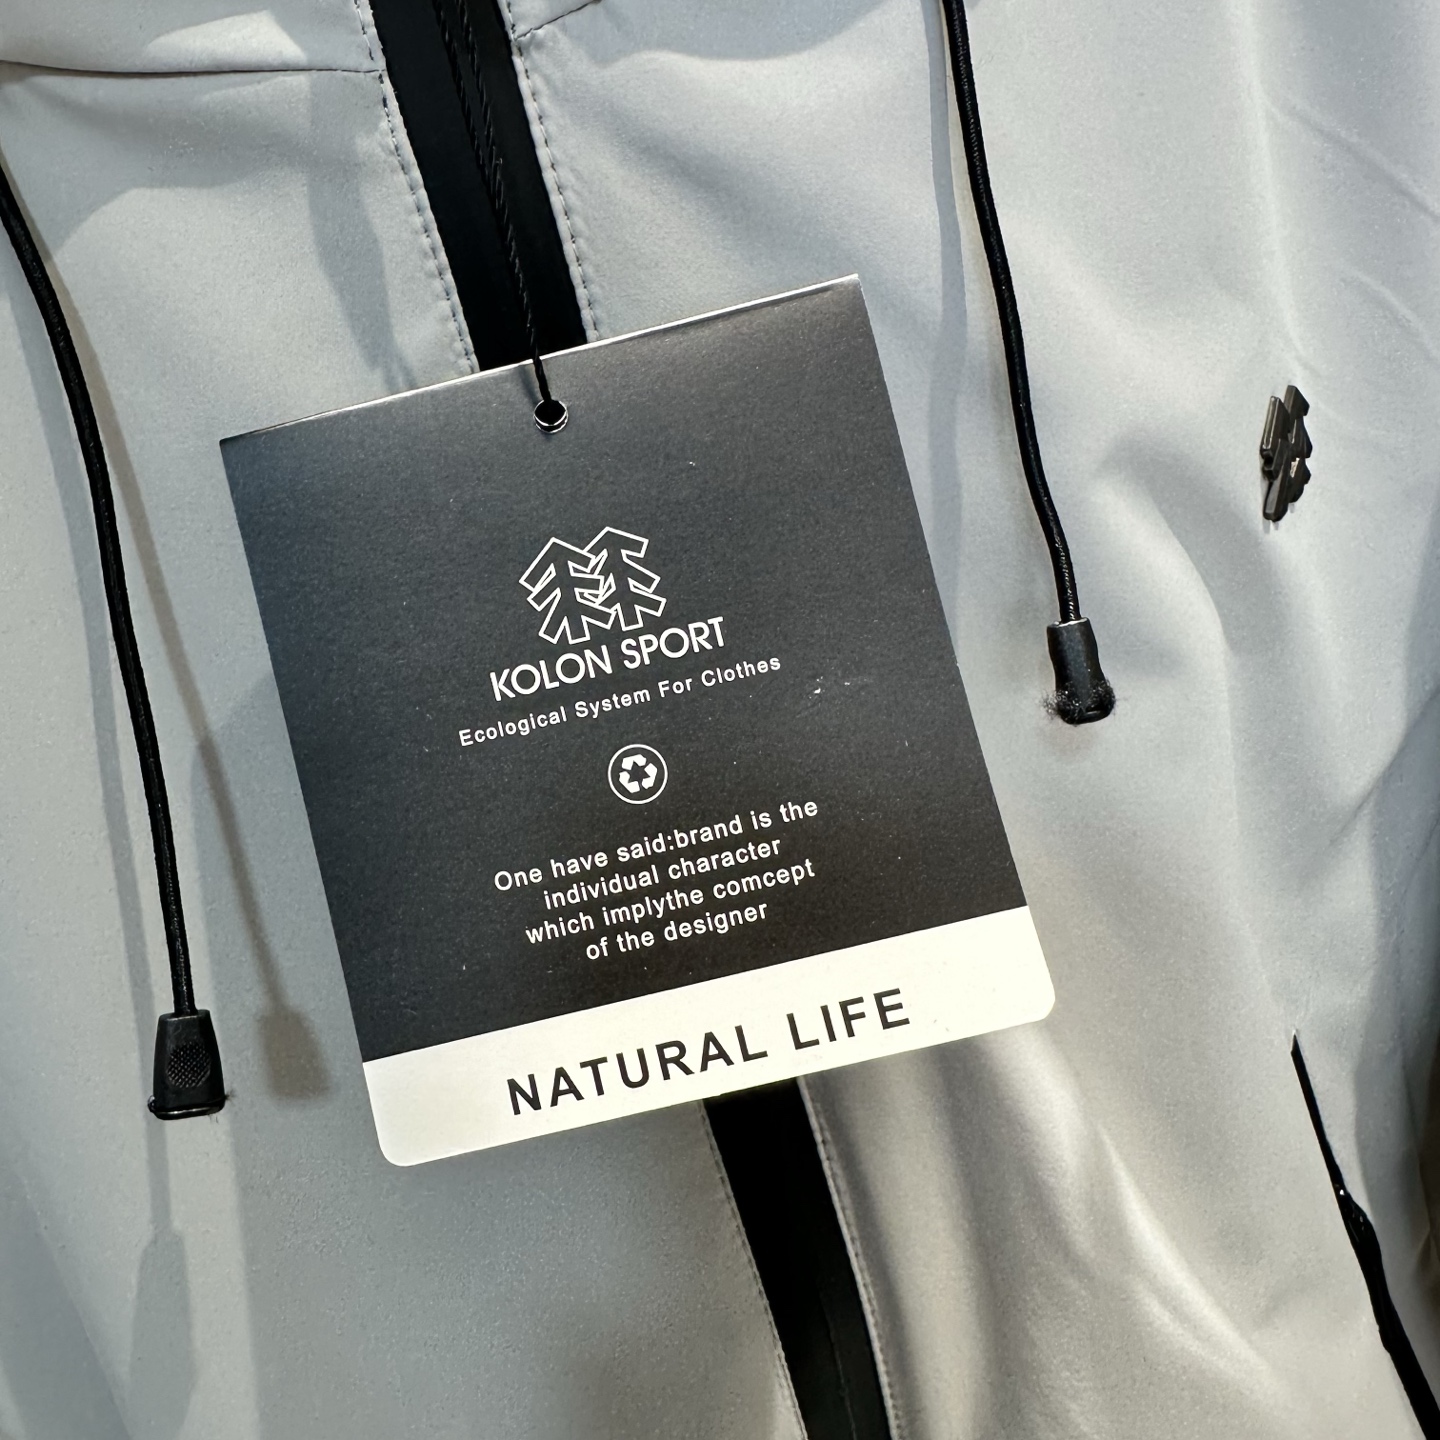 KOLON SPORT
Ecological System For Clothes
One have said:brand is the
individual character
which implythe comcept
of the designer
NATURAL LIFE